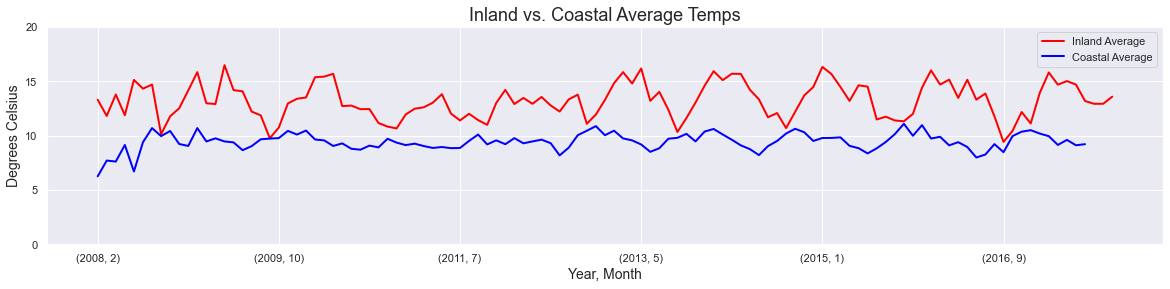 Inland vs. Coastal Average Temps
20
15
10
5
0
Degrees Celsius
Inland Average
Coastal Average
(2008, 2)
(2009, 10)
(2011, 7)
(2013, 5)
(2015, 1)
(2016, 9)
Year, Month